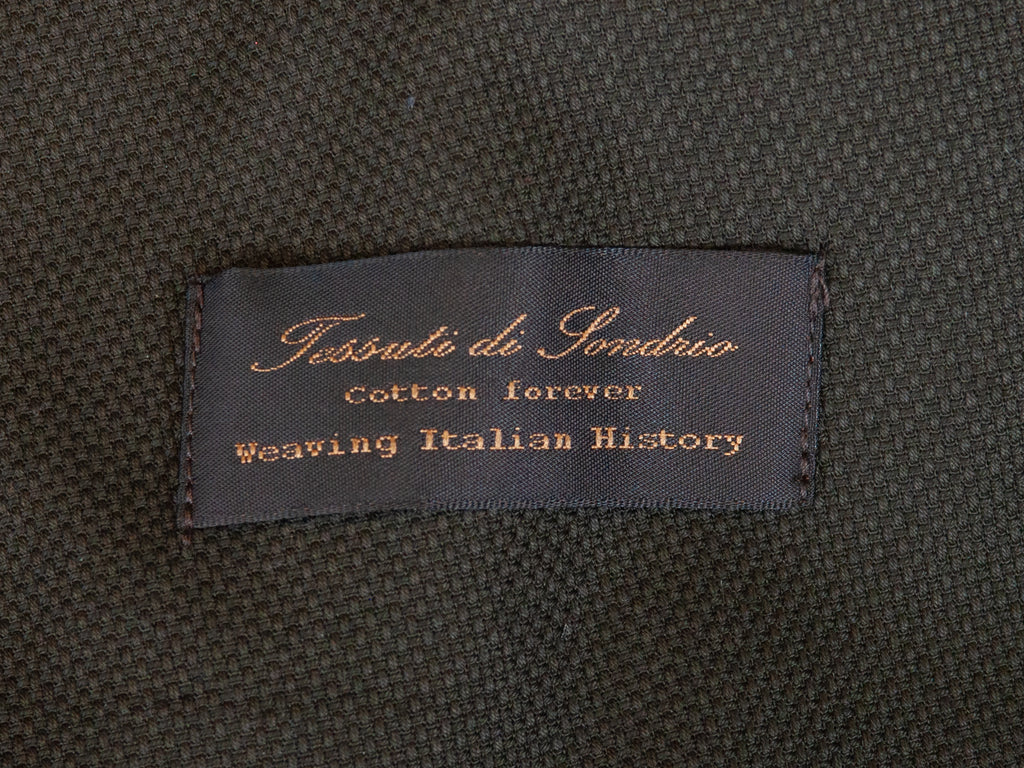 Tessuti di Sondrio
Cotton forever
Weaving Italian History